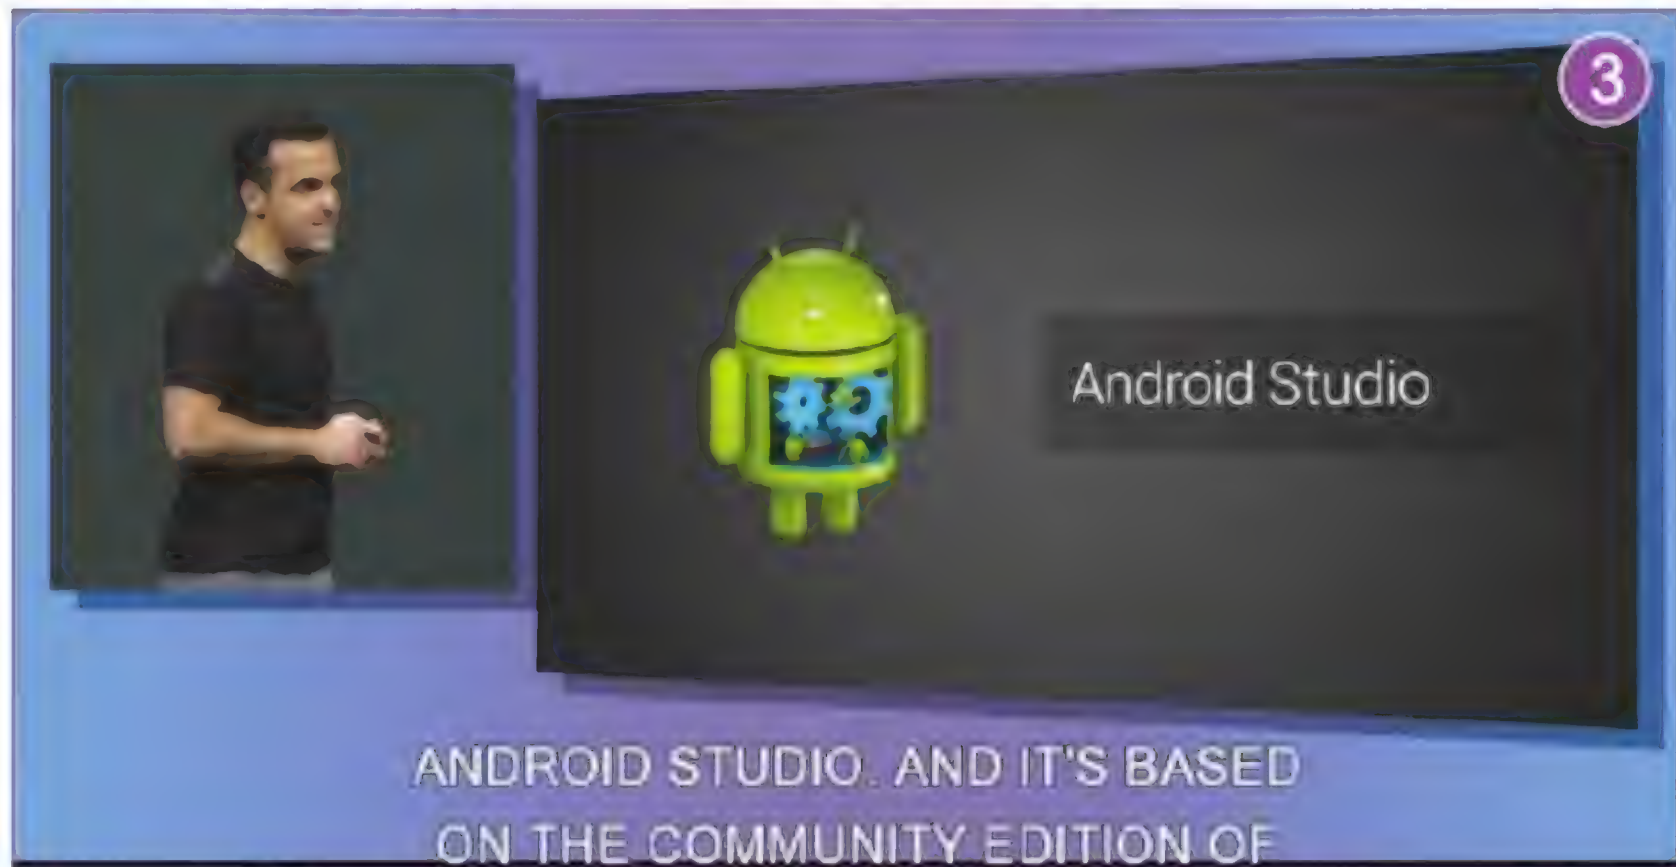 3
Android Studio
ANDROID STUDIO. AND IT'S BASED
ON THE COMMUNITY EDITION OF